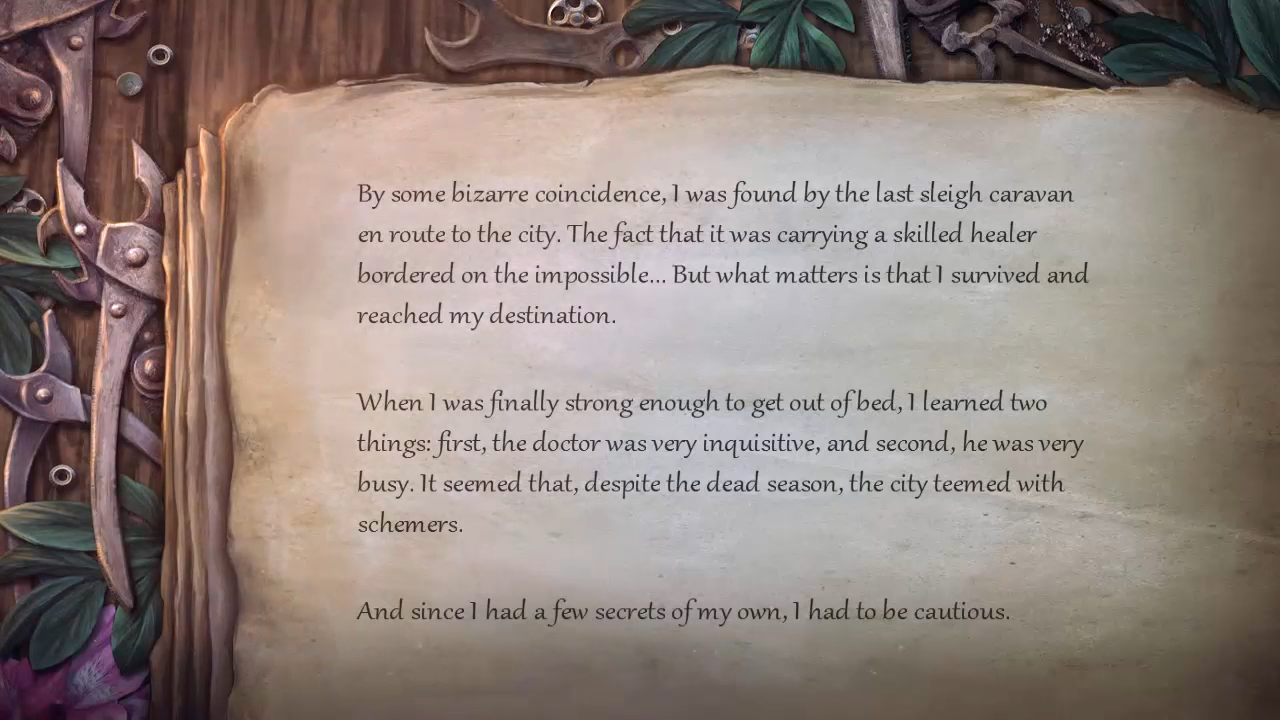 By some bizarre coincidence, I was found by the last sleigh caravan
en route to the city. The fact that it was carrying a skilled healer
bordered on the impossible... But what matters is that I survived and
reached my destination.
When I was finally strong enough to get out of bed, I learned two
things: first, the doctor was very inquisitive, and second, he was very
busy. It seemed that, despite the dead season, the city teemed with
schemers.
And since I had a few secrets of my own, I had to be cautious.